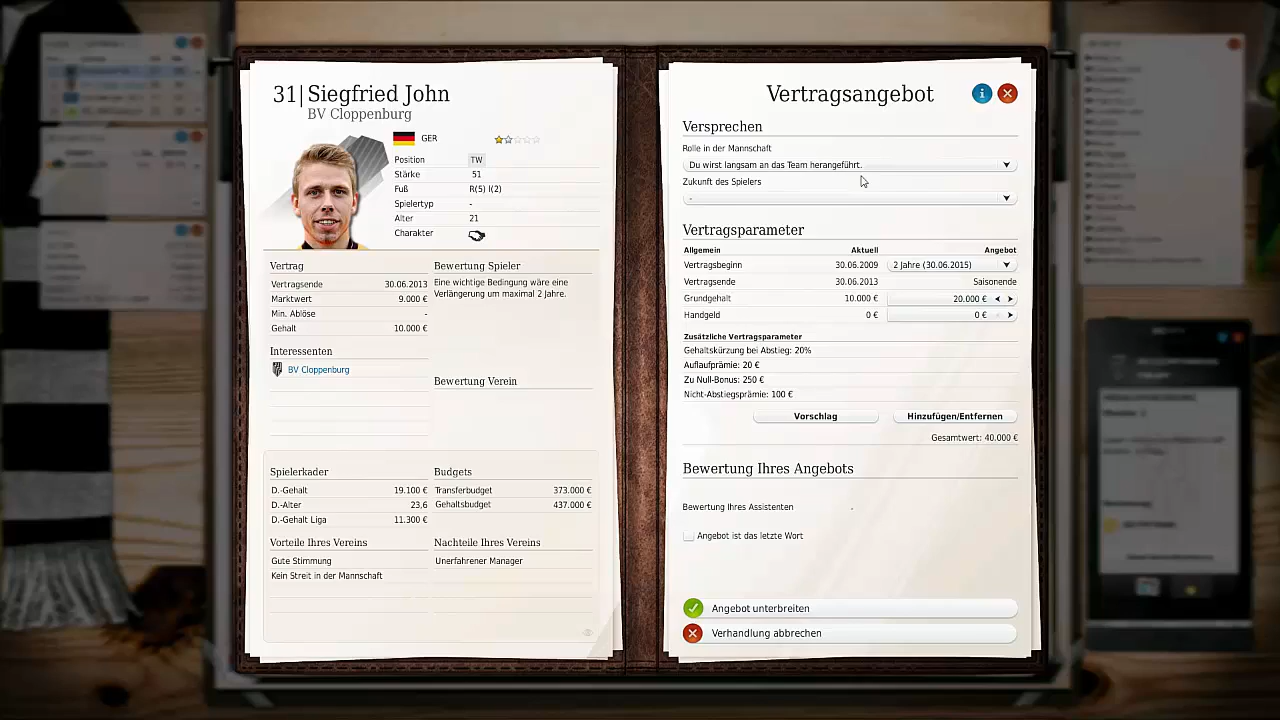 31| Siegfried John
BV Cloppenburg
GER
Position TW
Stärke 51
Fuß R(5) l(2)
Spielertyp -
Alter 21
Charakter
Vertrag
Vertragsende 30.06.2013
Marktwert 9.000 €
Min. Ablöse -
Gehalt 10.000 €
Interessenten
BV Cloppenburg
Bewertung Spieler
Eine wichtige Bedingung wäre eine
Verlängerung um maximal 2 Jahre.
Bewertung Verein
Spielerkader
D.-Gehalt 19.100 €
D.-Alter 23,6
D.-Gehalt Liga 11.300 €
Budgets
Transferbudget 373.000 €
Gehaltsbudget 437.000 €
Vorteile Ihres Vereins
Gute Stimmung
Kein Streit in der Mannschaft
Nachteile Ihres Vereins
Unerfahrener Manager
Vertragsangebot
Versprechen
Rolle in der Mannschaft
Du wirst langsam an das Team herangeführt.
Zukunft des Spielers
-
Vertragsparameter
Allgemein Aktuell Angebot
Vertragsbeginn 30.06.2009 2 Jahre (30.06.2015)
Vertragsende 30.06.2013 Saisonende
Grundgehalt 10.000 € 20.000 €
Handgeld 0 € 0 €
Zusätzliche Vertragsparameter
Gehaltskürzung bei Abstieg: 20%
Auflaufprämie: 20 €
Zu Null-Bonus: 250 €
Nicht-Abstiegsprämie: 100 €
Vorschlag Hinzufügen/Entfernen
Gesamtwert: 40.000 €
Bewertung Ihres Angebots
Bewertung Ihres Assistenten .
Angebot ist das letzte Wort
Angebot unterbreiten
Verhandlung abbrechen